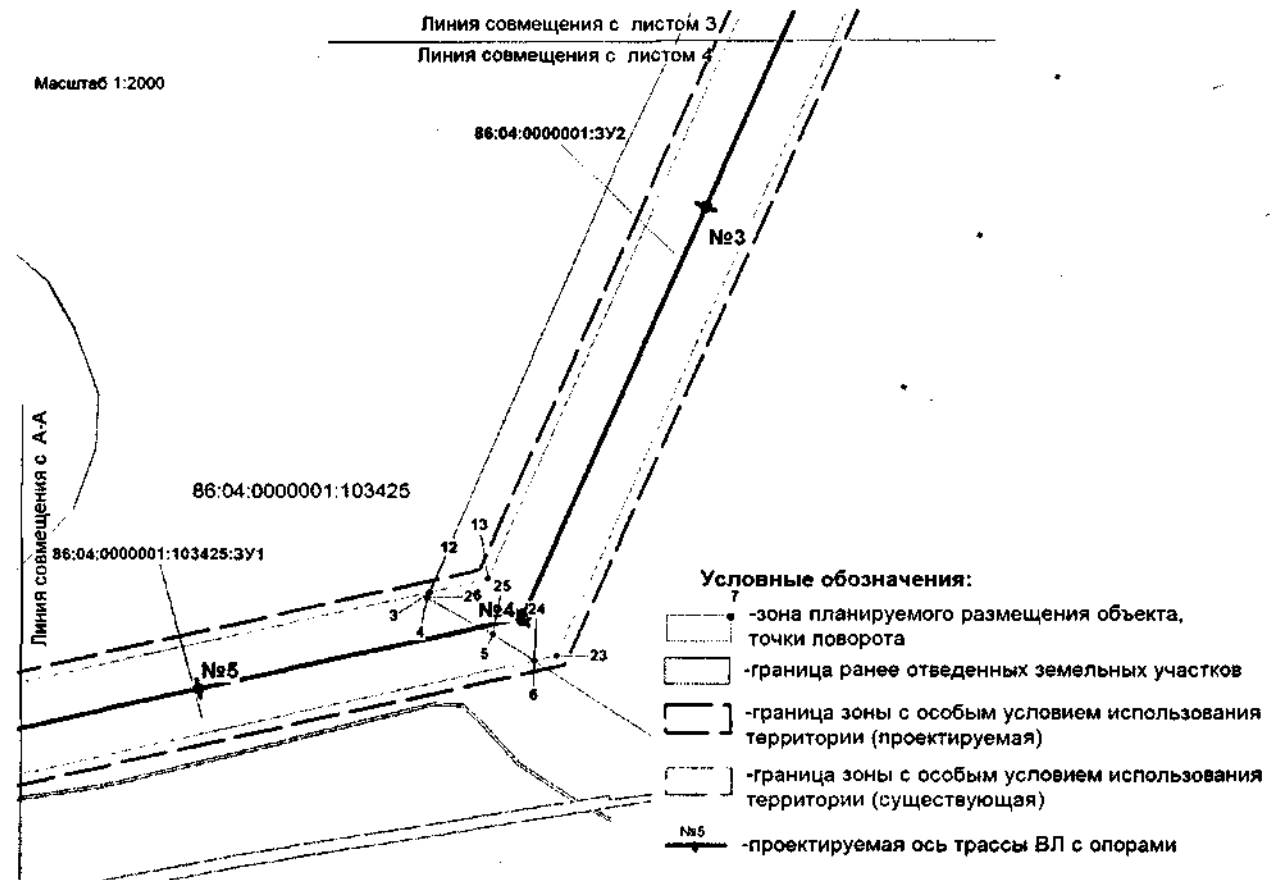 Линия совмещения с листом 3
Линия совмещения с листом 4
Масштаб 1:2000
86:04:0000001:ЗУ2
№3
Линия совмещения с А-А
86:04:0000001:103425
86:04:0000001:103425:ЗУ1
13
12
25
3
26
№4
24
4
5
23
6
№5
Условные обозначения:
7
-зона планируемого размещения объекта,
точки поворота
-граница ранее отведенных земельных участков
-граница зоны с особым условием использования
территории (проектируемая)
-граница зоны с особым условием использования
территории (существующая)
№5
-проектируемая ось трассы ВЛ с опорами